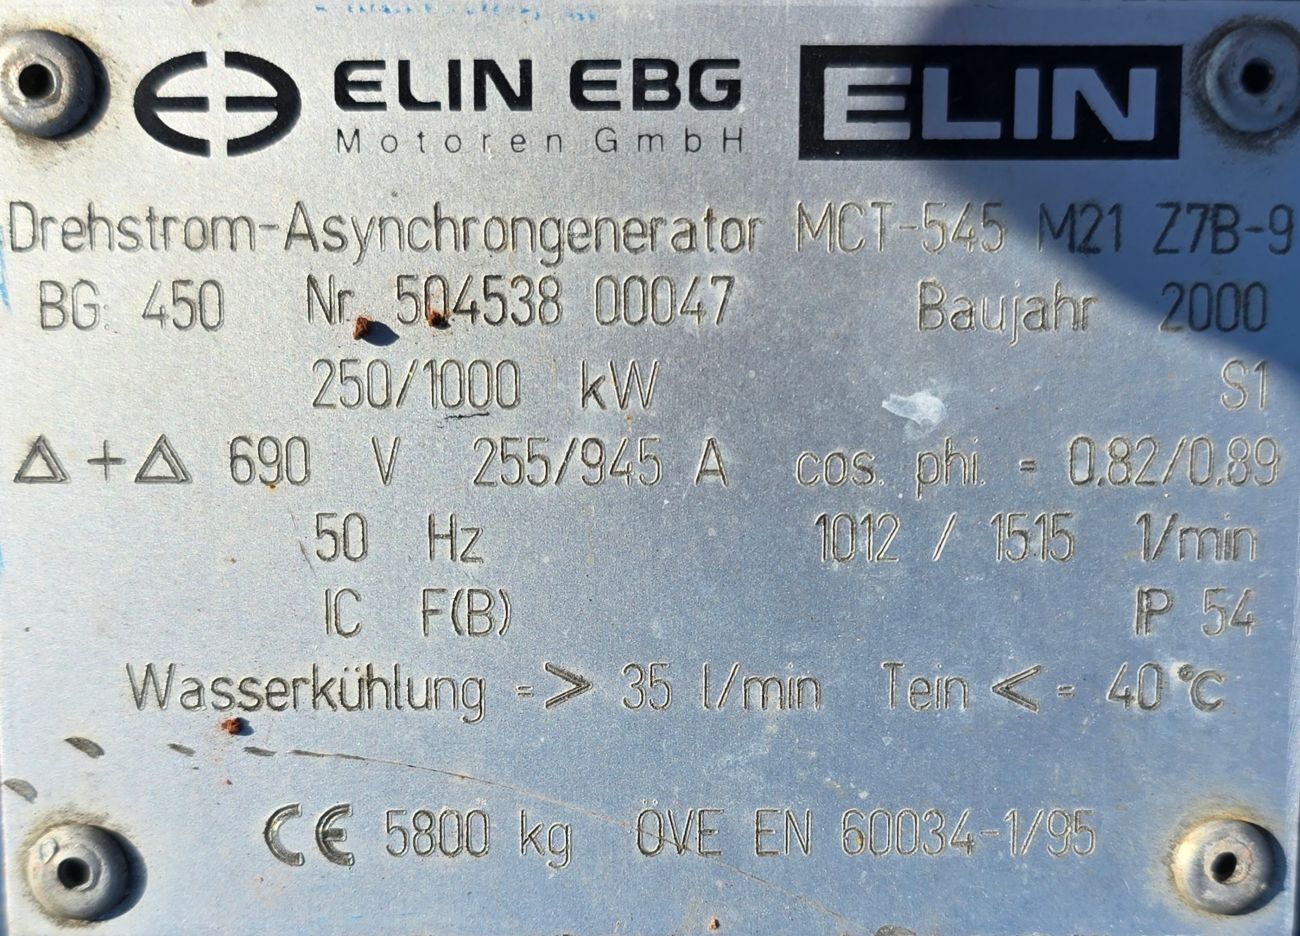 ELIN EBG ELIN
Motoren GmbH
Drehstrom-Asynchrongenerator MCT-545 M21 Z7B-9
BG: 450 Nr. 504538 00047 Baujahr 2000
250/1000 kW S1
Δ + Δ 690 V 255/945 A cos. phi. = 0.82/0.89
50 Hz 1012 / 1515 1/min
IC F(B) IP 54
Wasserkühlung => 35 l/min Tein <= 40°C
CE 5800 kg ÖVE EN 60034-1/95